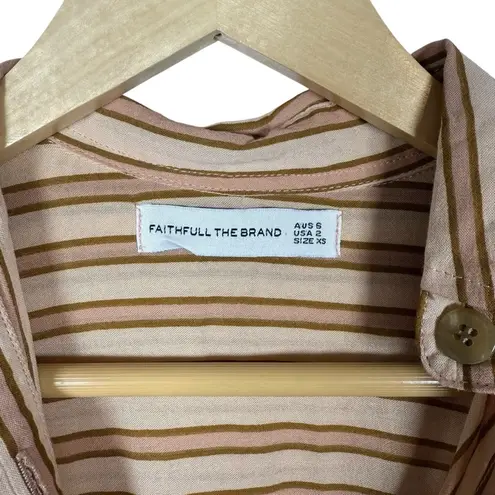 FAITHFULL THE BRAND
AUS 6
USA 2
SIZE XS